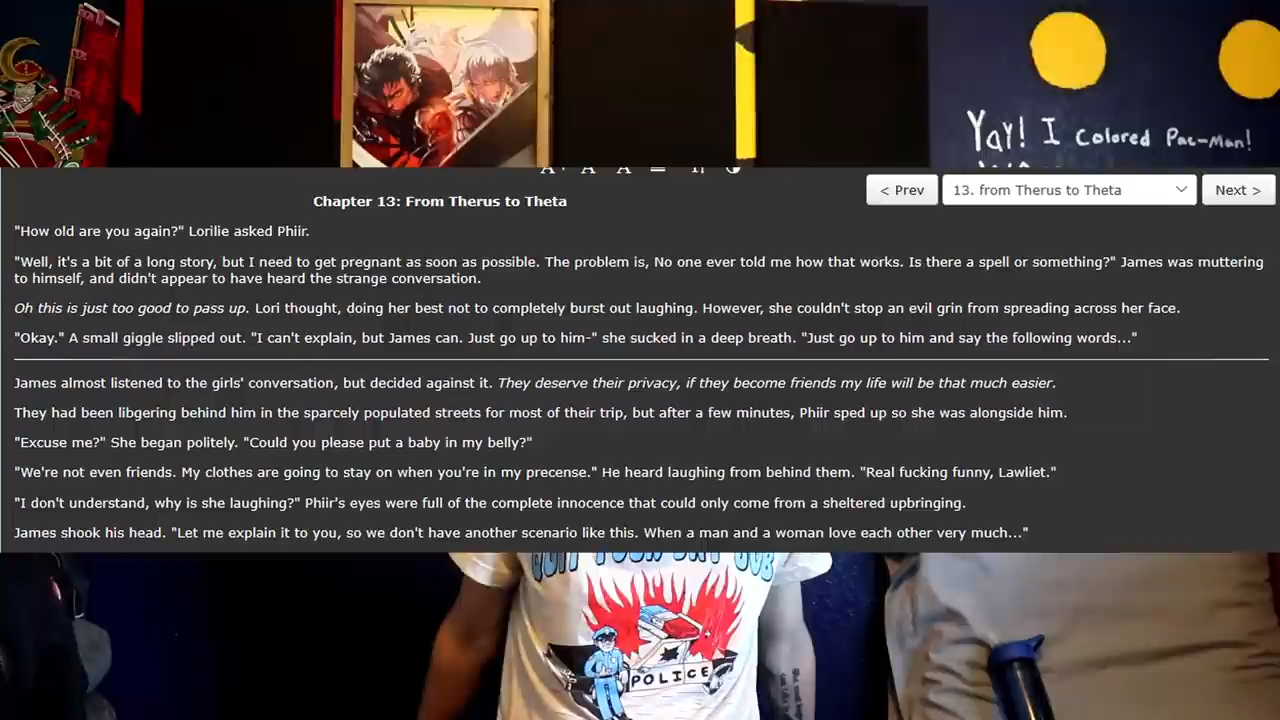 Yay! I Colored Pac-Man!
< Prev
13. from Therus to Theta
Next >
Chapter 13: From Therus to Theta
"How old are you again?" Lorilie asked Phiir.
"Well, it's a bit of a long story, but I need to get pregnant as soon as possible. The problem is, No one ever told me how that works. Is there a spell or something?" James was muttering
to himself, and didn't appear to have heard the strange conversation.
Oh this is just too good to pass up. Lori thought, doing her best not to completely burst out laughing. However, she couldn't stop an evil grin from spreading across her face.
"Okay." A small giggle slipped out. "I can't explain, but James can. Just go up to him-" she sucked in a deep breath. "Just go up to him and say the following words..."
James almost listened to the girls' conversation, but decided against it. They deserve their privacy, if they become friends my life will be that much easier.
They had been libgering behind him in the sparcely populated streets for most of their trip, but after a few minutes, Phiir sped up so she was alongside him.
"Excuse me?" She began politely. "Could you please put a baby in my belly?"
"We're not even friends. My clothes are going to stay on when you're in my precense." He heard laughing from behind them. "Real fucking funny, Lawliet."
"I don't understand, why is she laughing?" Phiir's eyes were full of the complete innocence that could only come from a sheltered upbringing.
James shook his head. "Let me explain it to you, so we don't have another scenario like this. When a man and a woman love each other very much..."
QUIT YOUR DAY JOB
POLICE